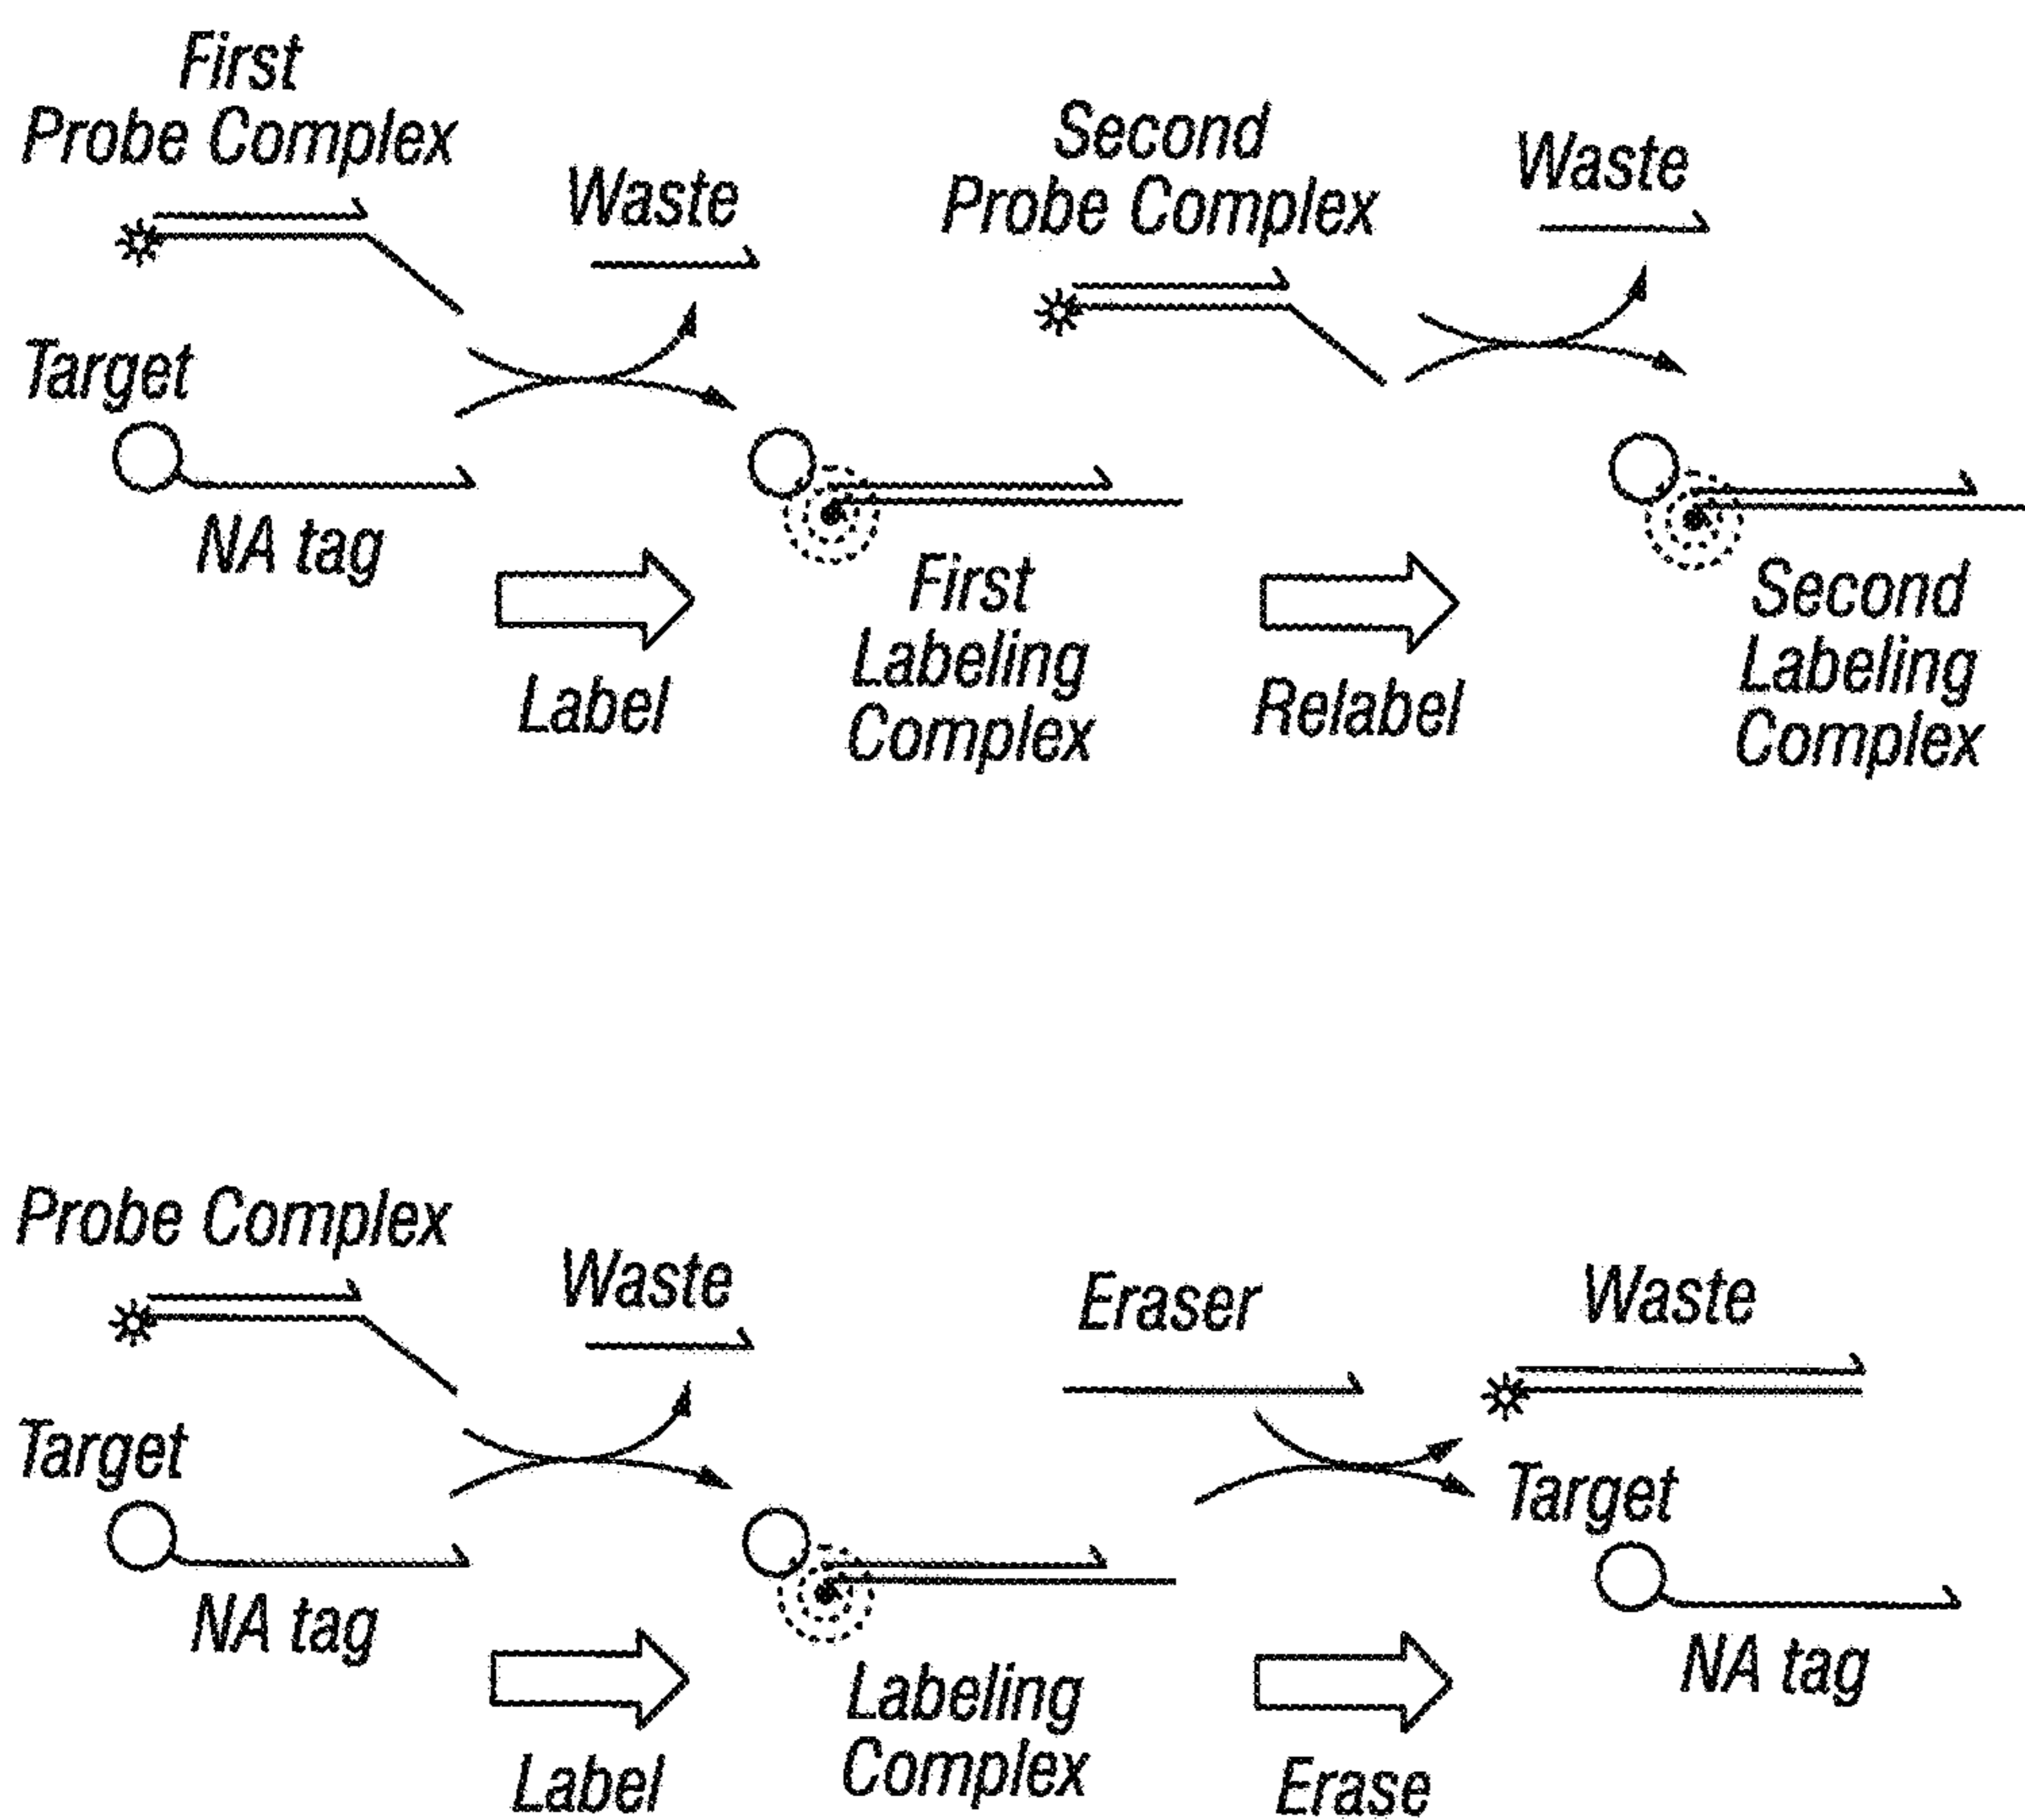 First
Probe Complex
Waste
Second
Probe Complex
Waste
Target
NA tag
Label
First
Labeling
Complex
Relabel
Second
Labeling
Complex
Probe Complex
Waste
Eraser
Waste
Target
Target
NA tag
Label
Labeling
Complex
Erase
NA tag